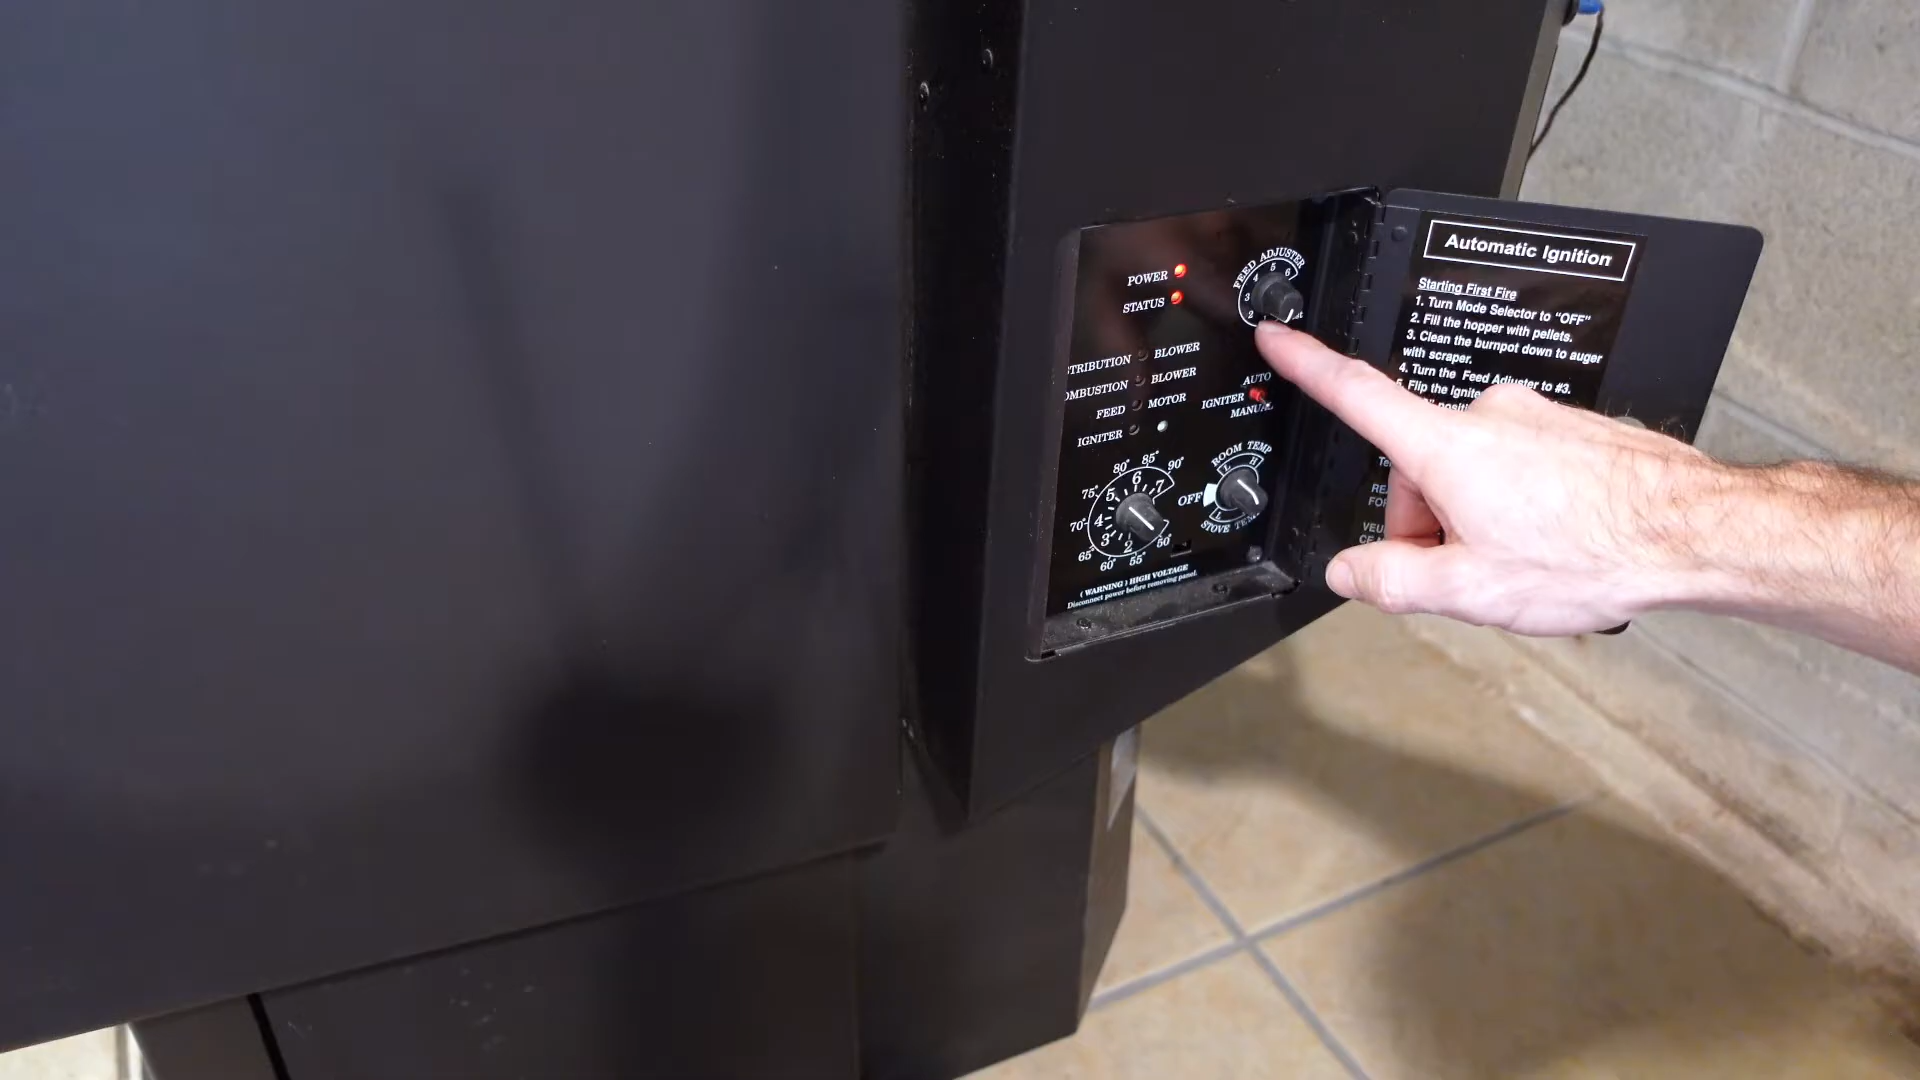 POWER
STATUS
FEED ADJUSTER
2 3 4 5 6
STRIBUTION BLOWER
OMBUSTION BLOWER
FEED MOTOR
IGNITER
AUTO
IGNITER
MANUAL
ROOM TEMP
L H
OFF
L
STOVE TEMP
50° 55° 60° 65° 70° 75° 80° 85° 90°
2 3 4 5 6 7
( WARNING ) HIGH VOLTAGE
Disconnect power before removing panel.
Automatic Ignition
Starting First Fire
1. Turn Mode Selector to "OFF"
2. Fill the hopper with pellets.
3. Clean the burnpot down to auger
with scraper.
4. Turn the Feed Adjuster to #3.
5. Flip the